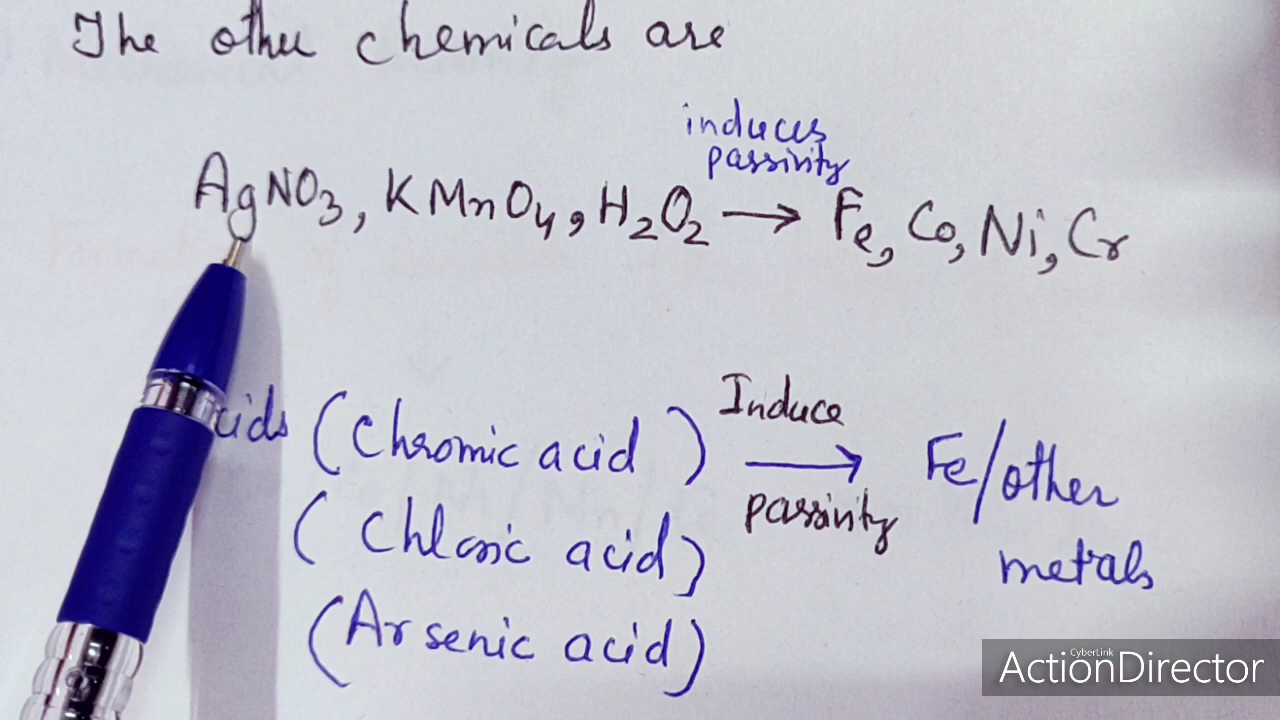 The other chemicals are
induces
passivity
AgNO3, KMnO4, H2O2 → Fe, Co, Ni, Cr
Induce
cids (Chromic acid) → Fe/other
passivity
(Chloric acid) metals
(Arsenic acid)
CyberLink
ActionDirector